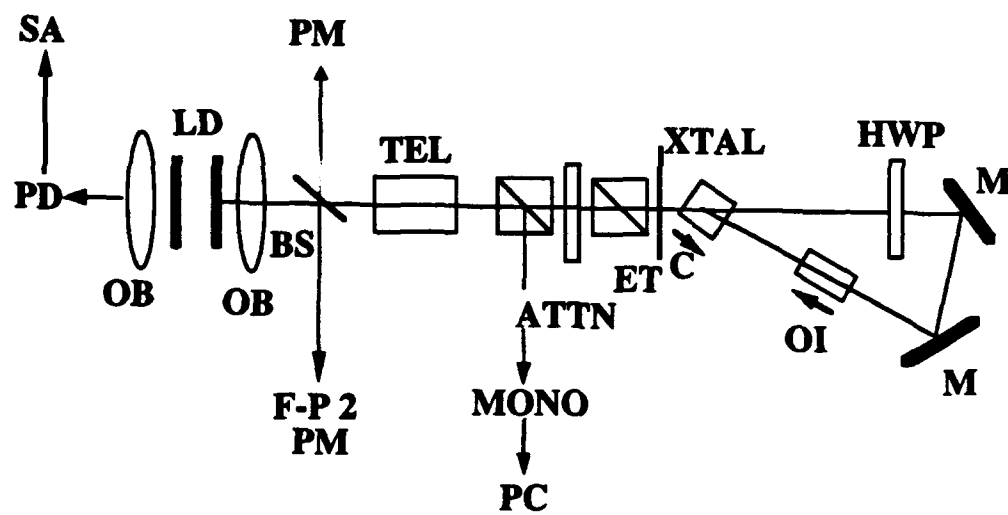 SA
PM
LD
TEL
XTAL
HWP
M
PD
BS
ET
C
OB
OB
ATTN
OI
M
F-P 2
PM
MONO
PC